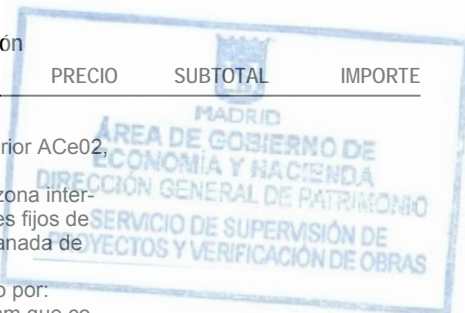 ón
PRECIO SUBTOTAL IMPORTE
MADRID
ÁREA DE GOBIERNO DE
ECONOMÍA Y HACIENDA
DIRECCIÓN GENERAL DE PATRIMONIO
SERVICIO DE SUPERVISIÓN DE
PROYECTOS Y VERIFICACIÓN DE OBRAS
rior ACe02,
zona inter-
es fijos de
anada de
o por: